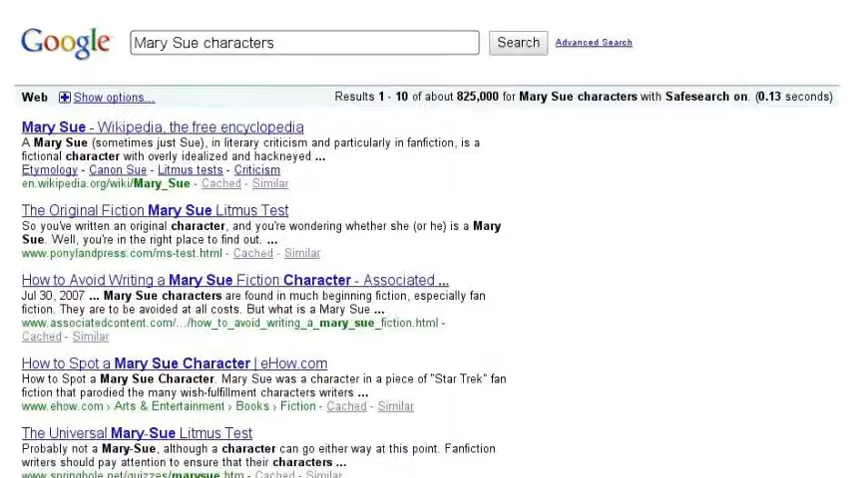 Google Mary Sue characters Search Advanced Search
Web Show options... Results 1 - 10 of about 825,000 for Mary Sue characters with Safesearch on. (0.13 seconds)
Mary Sue - Wikipedia, the free encyclopedia
A Mary Sue (sometimes just Sue), in literary criticism and particularly in fanfiction, is a
fictional character with overly idealized and hackneyed ...
Etymology - Canon Sue - Litmus tests - Criticism
en.wikipedia.org/wiki/Mary_Sue - Cached - Similar
The Original Fiction Mary Sue Litmus Test
So you've written an original character, and you're wondering whether she (or he) is a Mary
Sue. Well, you're in the right place to find out. ...
www.ponylandpress.com/ms-test.html - Cached - Similar
How to Avoid Writing a Mary Sue Fiction Character - Associated ...
Jul 30, 2007 ... Mary Sue characters are found in much beginning fiction, especially fan
fiction. They are to be avoided at all costs. But what is a Mary Sue ...
www.associatedcontent.com/.../how_to_avoid_writing_a_mary_sue_fiction.html -
Cached - Similar
How to Spot a Mary Sue Character | eHow.com
How to Spot a Mary Sue Character. Mary Sue was a character in a piece of "Star Trek" fan
fiction that parodied the many wish-fulfillment characters writers ...
www.ehow.com › Arts & Entertainment › Books › Fiction - Cached - Similar
The Universal Mary-Sue Litmus Test
Probably not a Mary-Sue, although a character can go either way at this point. Fanfiction
writers should pay attention to ensure that their characters ...
www.springhole.net/quizzes/marysue.htm - Cached - Similar